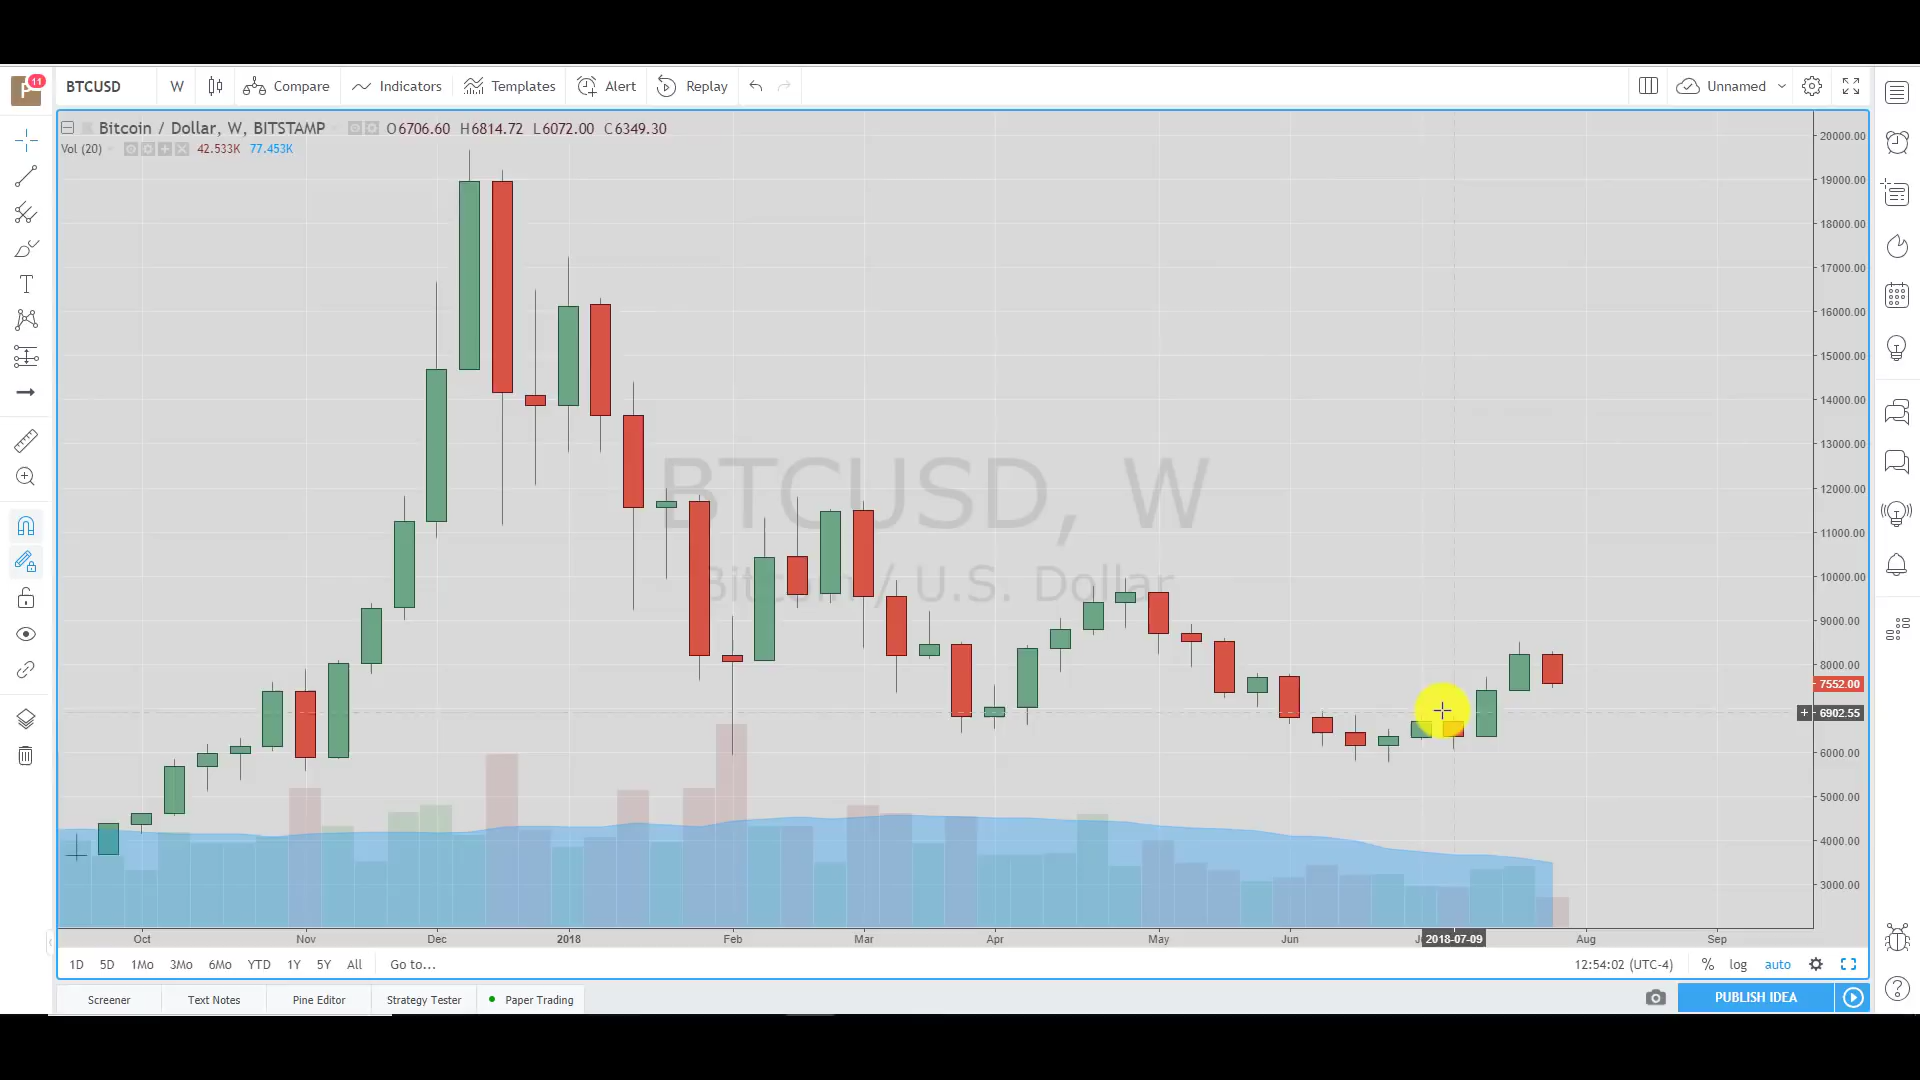 P 11
BTCUSD W Compare Indicators Templates Alert Replay Unnamed
Bitcoin / Dollar, W, BITSTAMP O6706.60 H6814.72 L6072.00 C6349.30
Vol (20) 42.533K 77.453K
20000.00
19000.00
18000.00
17000.00
16000.00
15000.00
14000.00
13000.00
12000.00
11000.00
10000.00
9000.00
8000.00
7552.00
6902.55
6000.00
5000.00
4000.00
3000.00
BTCUSD, W
Bitcoin / U.S. Dollar
Oct Nov Dec 2018 Feb Mar Apr May Jun 2018-07-09 Aug Sep
1D 5D 1Mo 3Mo 6Mo YTD 1Y 5Y All Go to... 12:54:02 (UTC-4) % log auto
Screener Text Notes Pine Editor Strategy Tester Paper Trading PUBLISH IDEA